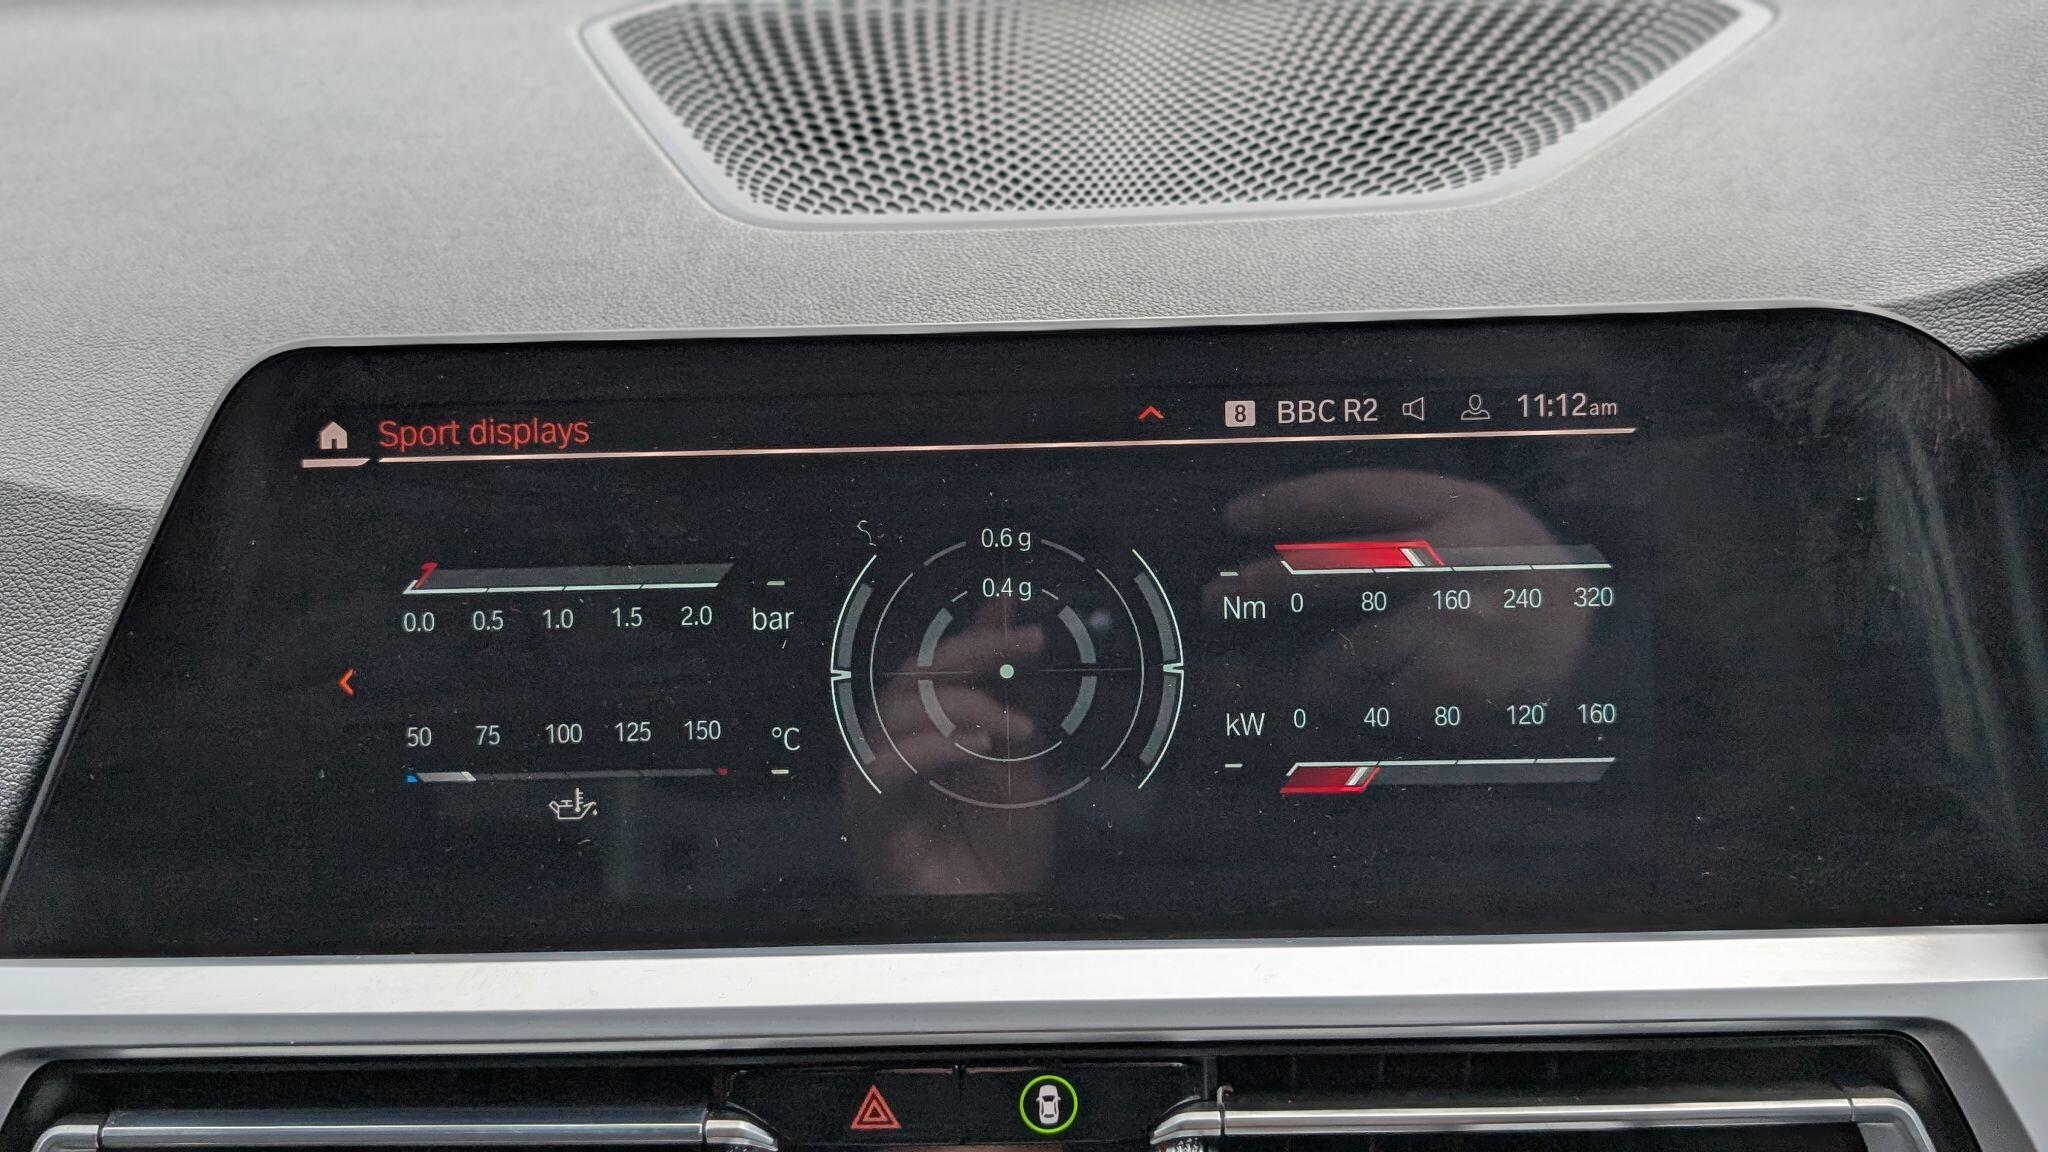 Sport displays
8 BBC R2 11:12am
0.0 0.5 1.0 1.5 2.0 bar
50 75 100 125 150 °C
0.6 g
0.4 g
Nm 0 80 160 240 320
kW 0 40 80 120 160